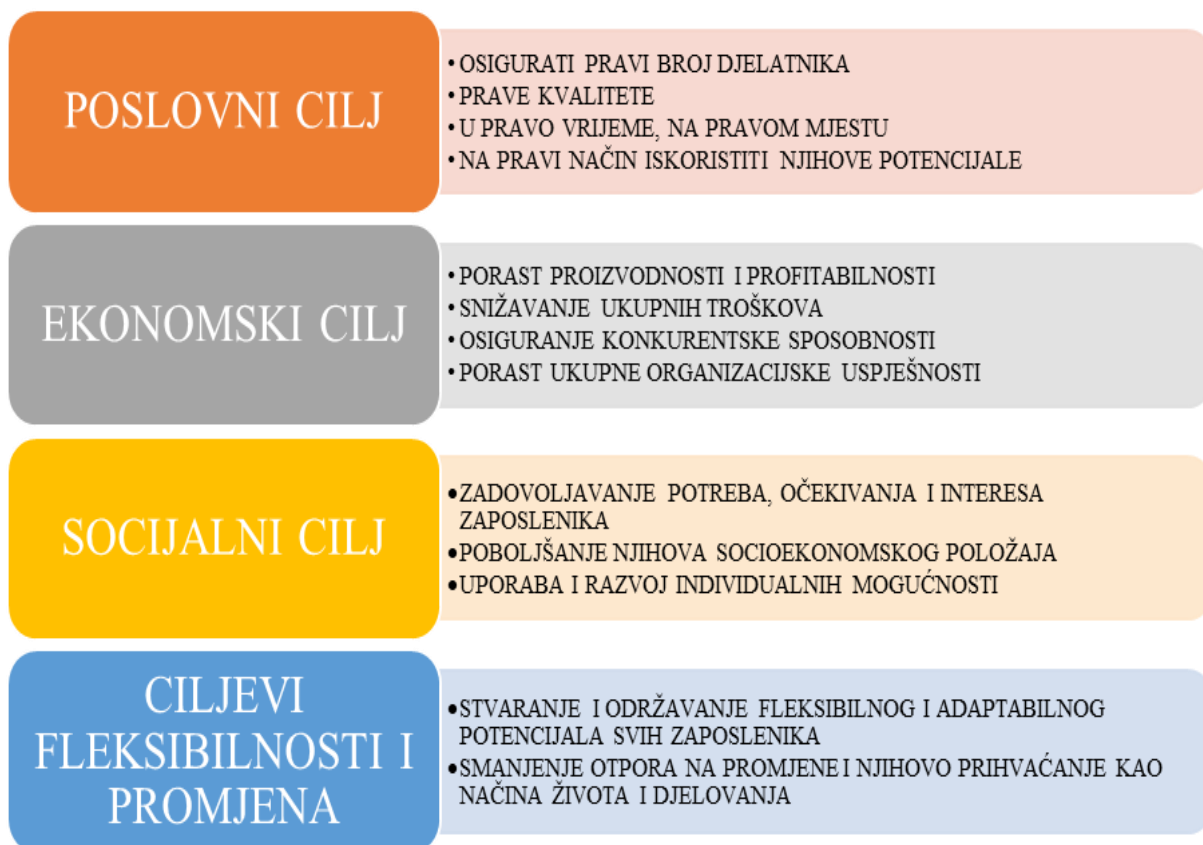 POSLOVNI CILJ
• OSIGURATI PRAVI BROJ DJELATNIKA
• PRAVE KVALITETE
• U PRAVO VRIJEME, NA PRAVOM MJESTU
• NA PRAVI NAČIN ISKORISTITI NJIHOVE POTENCIJALE
EKONOMSKI CILJ
• PORAST PROIZVODNOSTI I PROFITABILNOSTI
• SNIŽAVANJE UKUPNIH TROŠKOVA
• OSIGURANJE KONKURENTSKE SPOSOBNOSTI
• PORAST UKUPNE ORGANIZACIJSKE USPJEŠNOSTI
SOCIJALNI CILJ
• ZADOVOLJAVANJE POTREBA, OČEKIVANJA I INTERESA
ZAPOSLENIKA
• POBOLJŠANJE NJIHOVA SOCIOEKONOMSKOG POLOŽAJA
• UPORABA I RAZVOJ INDIVIDUALNIH MOGUĆNOSTI
CILJEVI
FLEKSIBILNOSTI I
PROMJENA
• STVARANJE I ODRŽAVANJE FLEKSIBILNOG I ADAPTABILNOG
POTENCIJALA SVIH ZAPOSLENIKA
• SMANJENJE OTPORA NA PROMJENE I NJIHOVO PRIHVAĆANJE KAO
NAČINA ŽIVOTA I DJELOVANJA